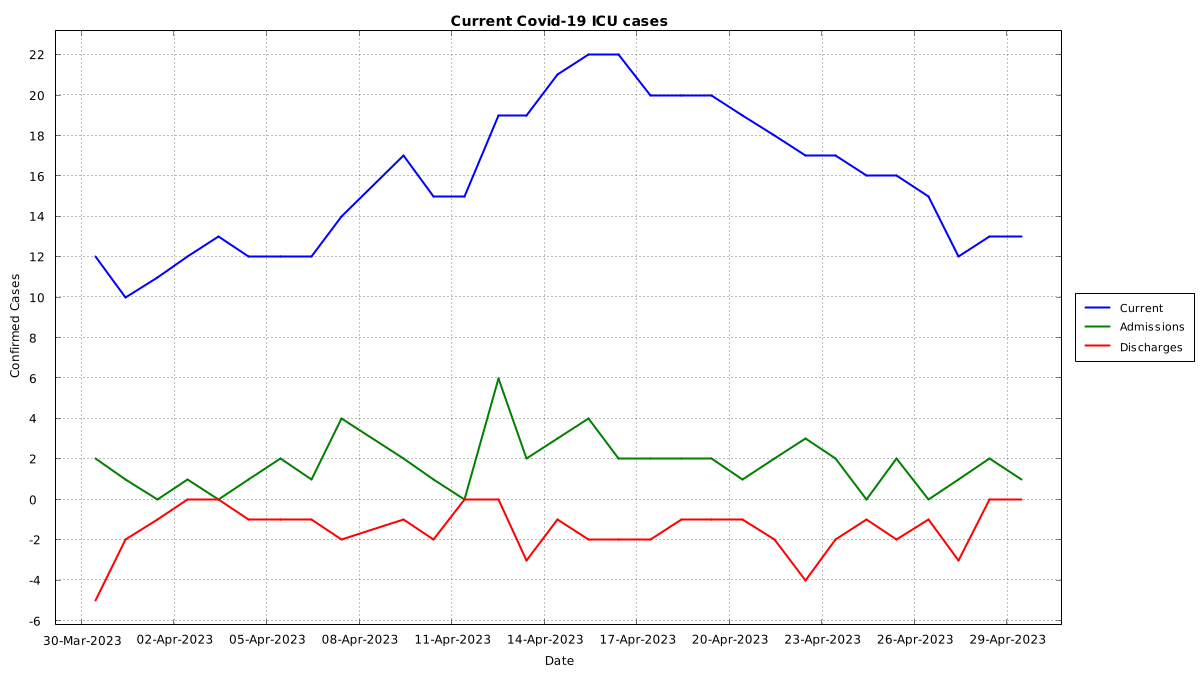 Current Covid-19 ICU cases
22
20
18
16
14
12
10
8
6
4
2
0
-2
-4
-6
Confirmed Cases
30-Mar-2023 02-Apr-2023 05-Apr-2023 08-Apr-2023 11-Apr-2023 14-Apr-2023 17-Apr-2023 20-Apr-2023 23-Apr-2023 26-Apr-2023 29-Apr-2023
Date
Current
Admissions
Discharges